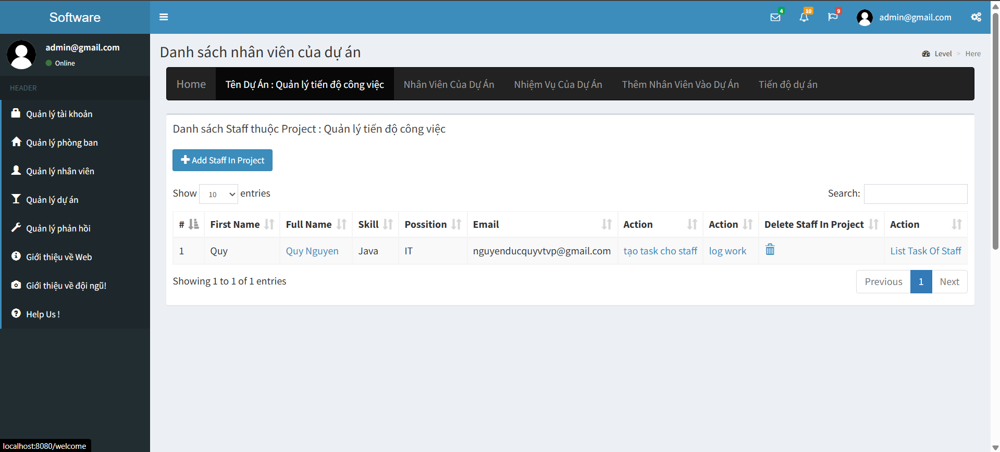 Software
4
10
9
admin@gmail.com
admin@gmail.com
Online
HEADER
Quản lý tài khoản
Quản lý phòng ban
Quản lý nhân viên
Quản lý dự án
Quản lý phản hồi
Giới thiệu về Web
Giới thiệu về đội ngũ!
Help Us !
Danh sách nhân viên của dự án
Level > Here
Home Tên Dự Án : Quản lý tiến độ công việc Nhân Viên Của Dự Án Nhiệm Vụ Của Dự Án Thêm Nhân Viên Vào Dự Án Tiến độ dự án
Danh sách Staff thuộc Project : Quản lý tiến độ công việc
Add Staff In Project
Show 10 entries
Search:
# First Name Full Name Skill Possition Email Action Action Delete Staff In Project Action
1 Quy Quy Nguyen Java IT nguyenducquyvtvp@gmail.com tạo task cho staff log work List Task Of Staff
Showing 1 to 1 of 1 entries
Previous 1 Next
localhost:8080/welcome